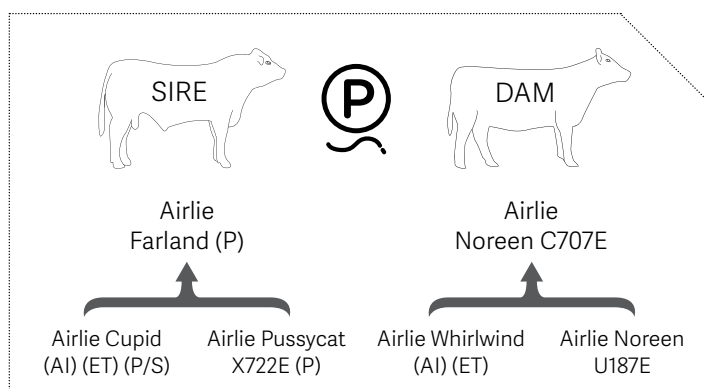 SIRE
P
DAM
Airlie
Farland (P)
Airlie
Noreen C707E
Airlie Cupid
(AI) (ET) (P/S)
Airlie Pussycat
X722E (P)
Airlie Whirlwind
(AI) (ET)
Airlie Noreen
U187E